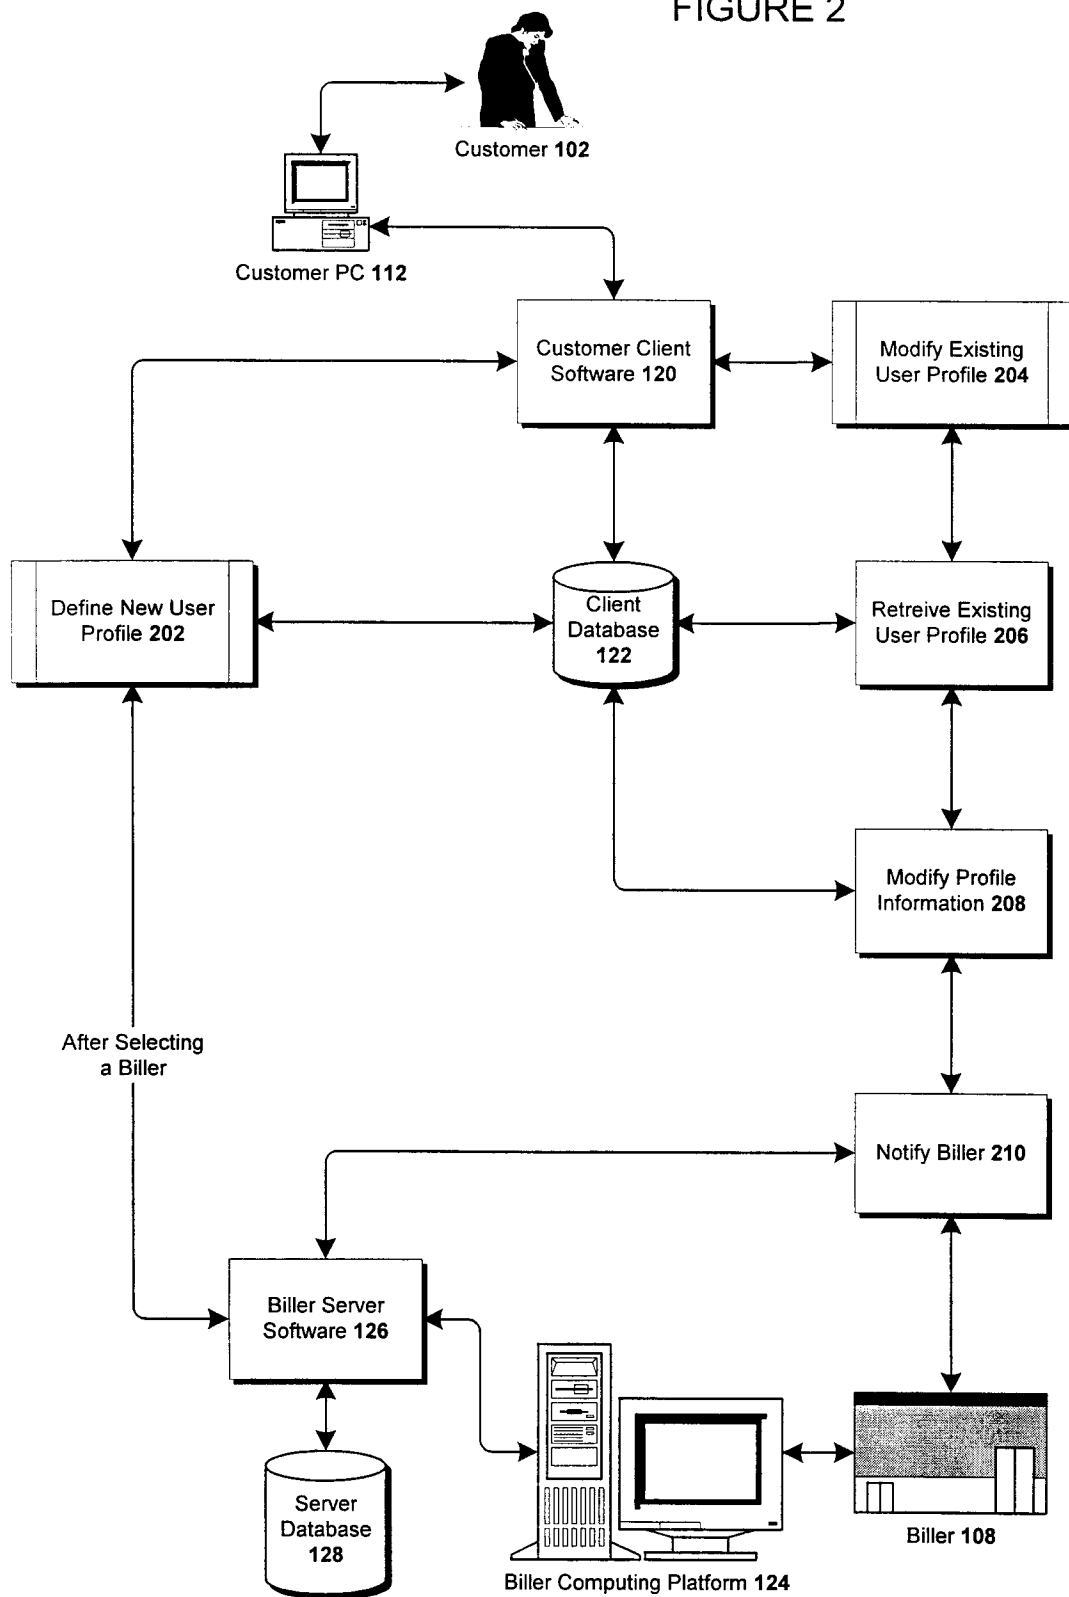 FIGURE 2
Customer 102
Customer PC 112
Customer Client
Software 120
Modify Existing
User Profile 204
Define New User
Profile 202
Client
Database
122
Retreive Existing
User Profile 206
Modify Profile
Information 208
After Selecting
a Biller
Notify Biller 210
Biller Server
Software 126
Server
Database
128
Biller Computing Platform 124
Biller 108